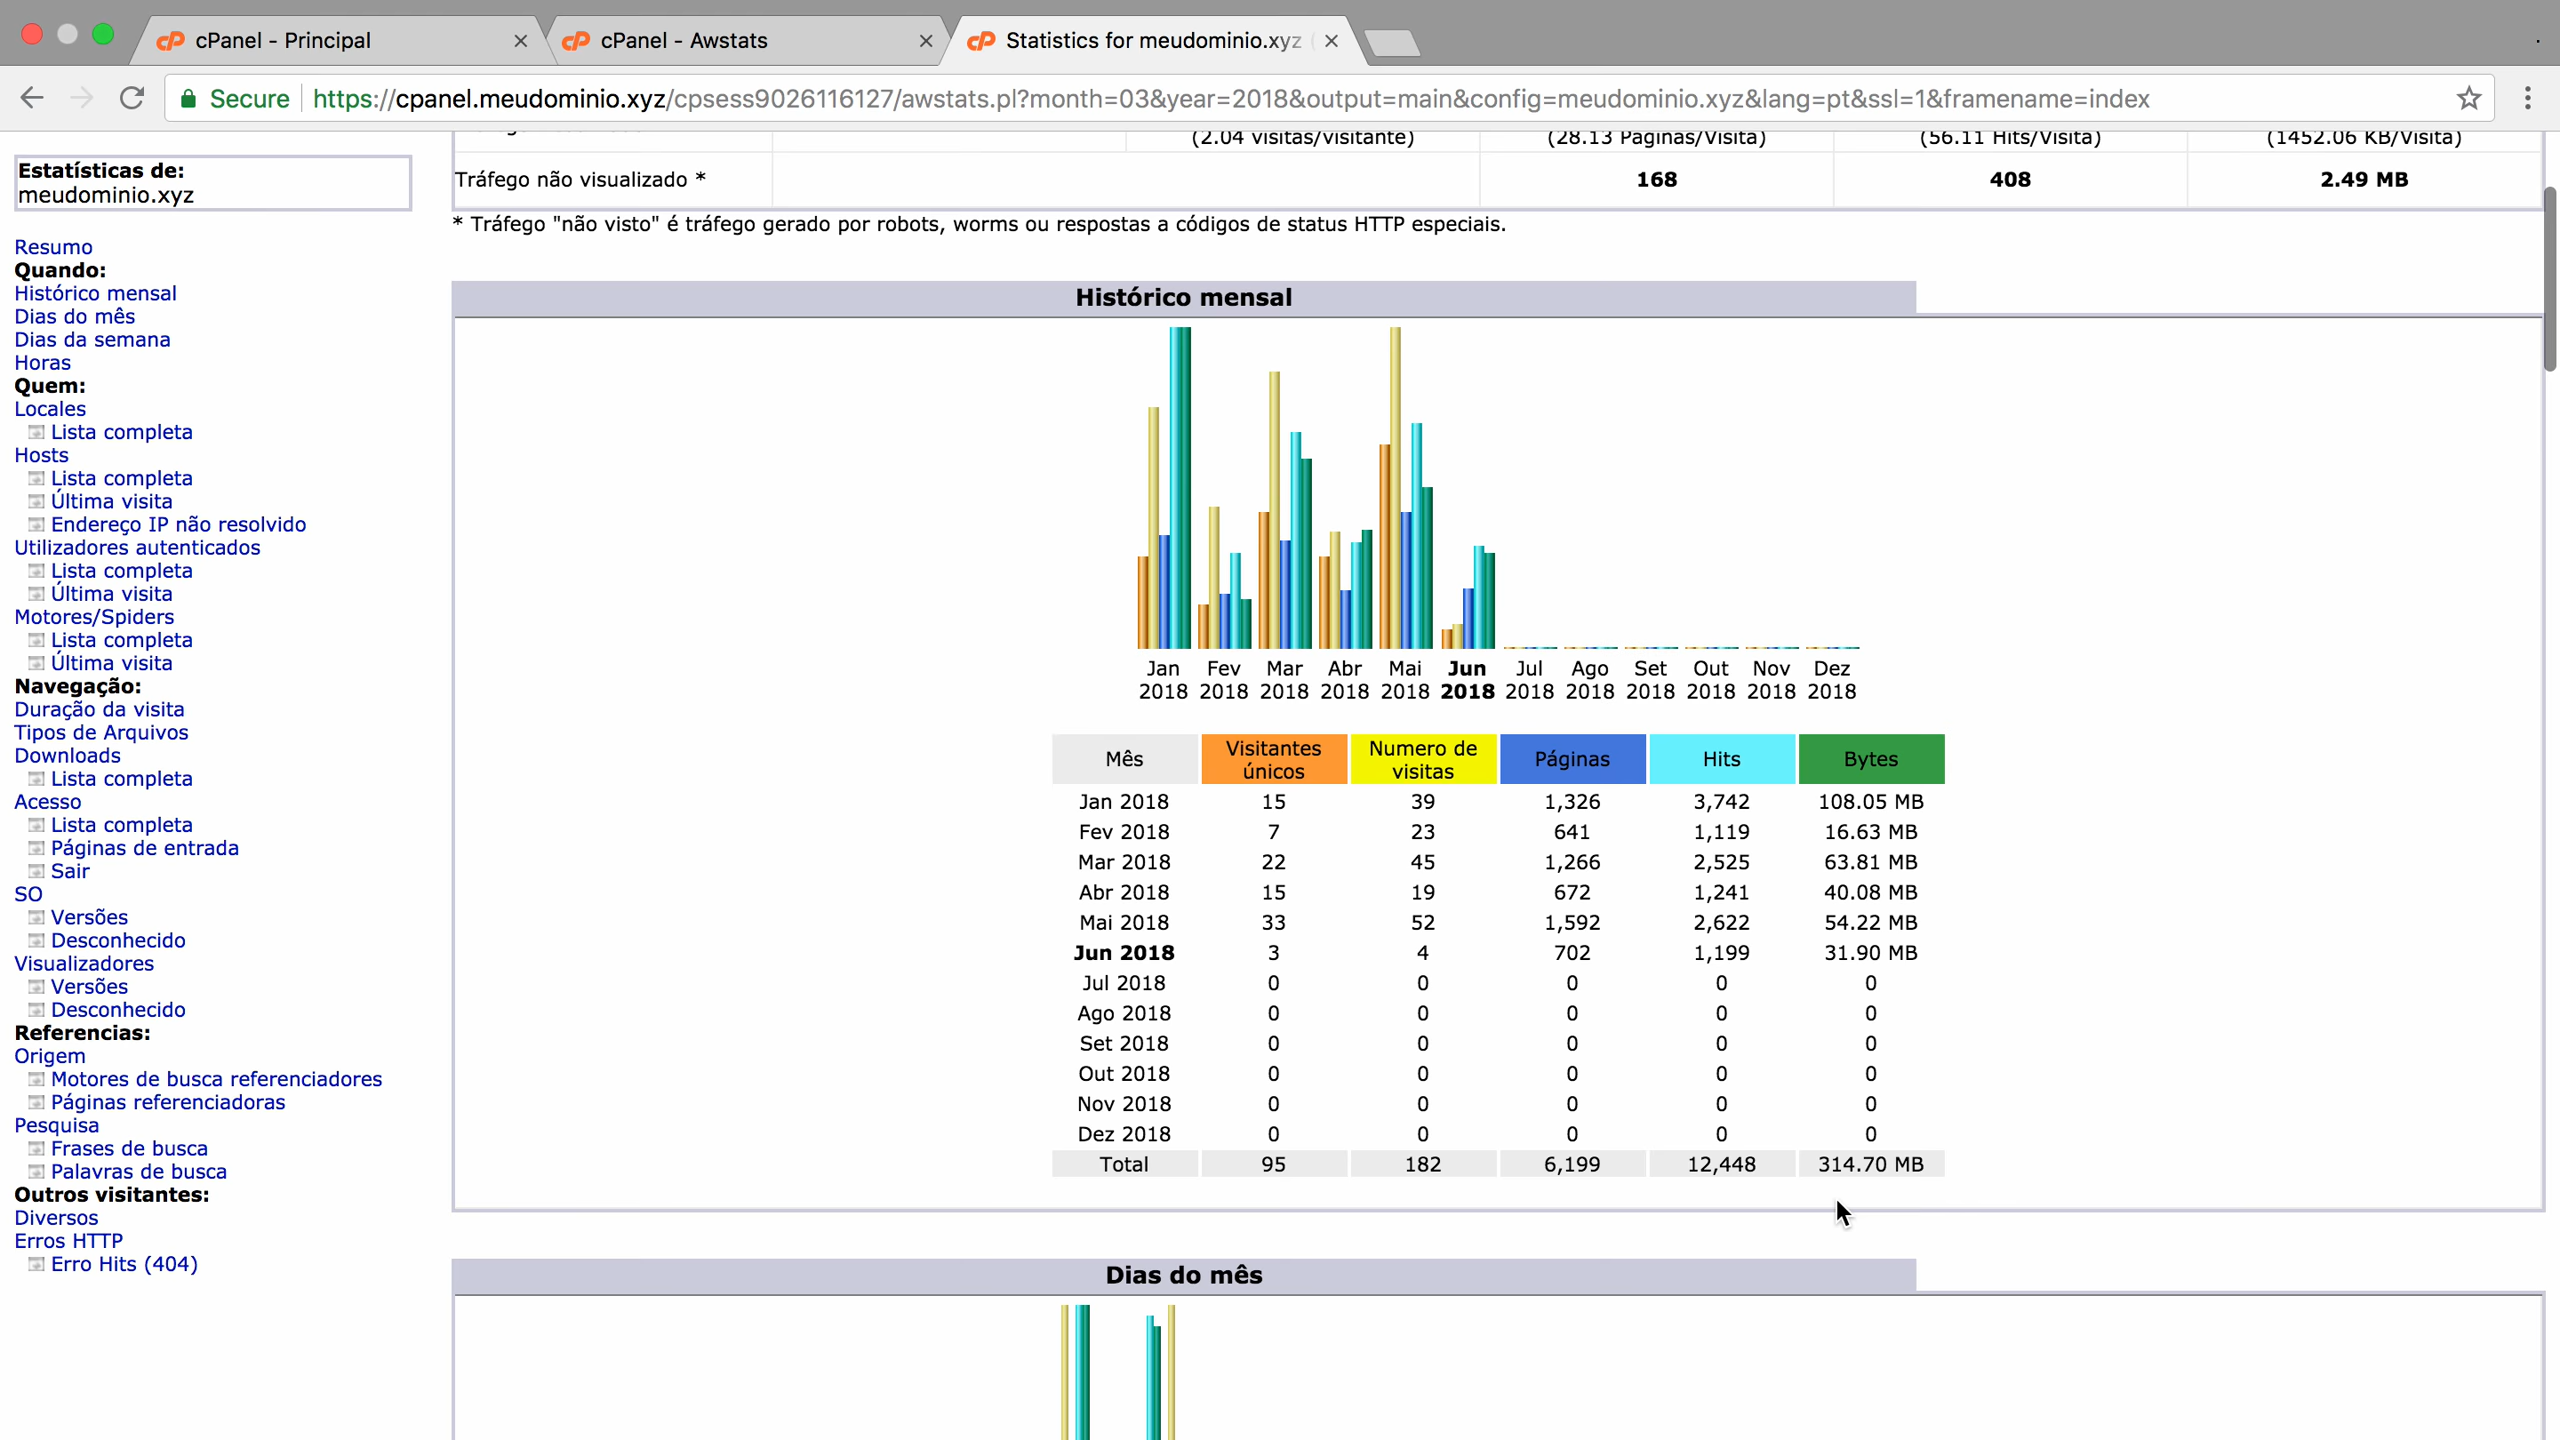 cPanel - Principal
cPanel - Awstats
Statistics for meudominio.xyz
Secure https://cpanel.meudominio.xyz/cpsess9026116127/awstats.pl?month=03&year=2018&output=main&config=meudominio.xyz&lang=pt&ssl=1&framename=index
Estatísticas de:
meudominio.xyz
Resumo
Quando:
Histórico mensal
Dias do mês
Dias da semana
Horas
Quem:
Locales
Lista completa
Hosts
Lista completa
Última visita
Endereço IP não resolvido
Utilizadores autenticados
Lista completa
Última visita
Motores/Spiders
Lista completa
Última visita
Navegação:
Duração da visita
Tipos de Arquivos
Downloads
Lista completa
Acesso
Lista completa
Páginas de entrada
Sair
SO
Versões
Desconhecido
Visualizadores
Versões
Desconhecido
Referencias:
Origem
Motores de busca referenciadores
Páginas referenciadoras
Pesquisa
Frases de busca
Palavras de busca
Outros visitantes:
Diversos
Erros HTTP
Erro Hits (404)
(2.04 visitas/visitante) (28.13 Páginas/Visita) (56.11 Hits/Visita) (1452.06 KB/Visita)
Tráfego não visualizado * 168 408 2.49 MB
* Tráfego "não visto" é tráfego gerado por robots, worms ou respostas a códigos de status HTTP especiais.
Histórico mensal
Jan Fev Mar Abr Mai Jun Jul Ago Set Out Nov Dez
2018 2018 2018 2018 2018 2018 2018 2018 2018 2018 2018 2018
Mês Visitantes únicos Numero de visitas Páginas Hits Bytes
Jan 2018 15 39 1,326 3,742 108.05 MB
Fev 2018 7 23 641 1,119 16.63 MB
Mar 2018 22 45 1,266 2,525 63.81 MB
Abr 2018 15 19 672 1,241 40.08 MB
Mai 2018 33 52 1,592 2,622 54.22 MB
Jun 2018 3 4 702 1,199 31.90 MB
Jul 2018 0 0 0 0 0
Ago 2018 0 0 0 0 0
Set 2018 0 0 0 0 0
Out 2018 0 0 0 0 0
Nov 2018 0 0 0 0 0
Dez 2018 0 0 0 0 0
Total 95 182 6,199 12,448 314.70 MB
Dias do mês